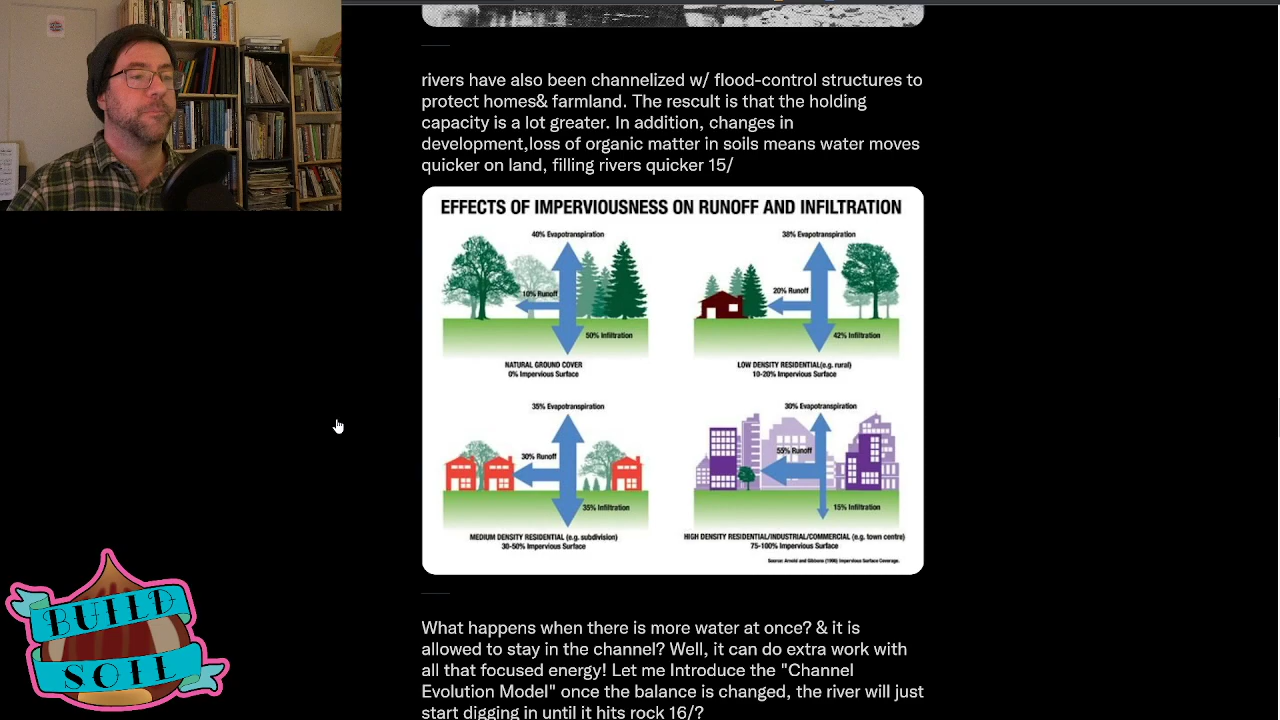 rivers have also been channelized w/ flood-control structures to
protect homes& farmland. The rescult is that the holding
capacity is a lot greater. In addition, changes in
development,loss of organic matter in soils means water moves
quicker on land, filling rivers quicker 15/
EFFECTS OF IMPERVIOUSNESS ON RUNOFF AND INFILTRATION
40% Evapotranspiration
10% Runoff
50% Infiltration
NATURAL GROUND COVER
0% Impervious Surface
38% Evapotranspiration
20% Runoff
42% Infiltration
LOW DENSITY RESIDENTIAL(e.g. rural)
10-20% Impervious Surface
35% Evapotranspiration
30% Runoff
35% Infiltration
MEDIUM DENSITY RESIDENTIAL (e.g. subdivision)
30-50% Impervious Surface
30% Evapotranspiration
55% Runoff
15% Infiltration
HIGH DENSITY RESIDENTIAL/INDUSTRIAL/COMMERCIAL (e.g. town centre)
75-100% Impervious Surface
Source: Arnold and Gibbons (1996) Impervious Surface Coverage.
What happens when there is more water at once? & it is
allowed to stay in the channel? Well, it can do extra work with
all that focused energy! Let me Introduce the "Channel
Evolution Model" once the balance is changed, the river will just
start digging in until it hits rock 16/?
BUILD
SOIL